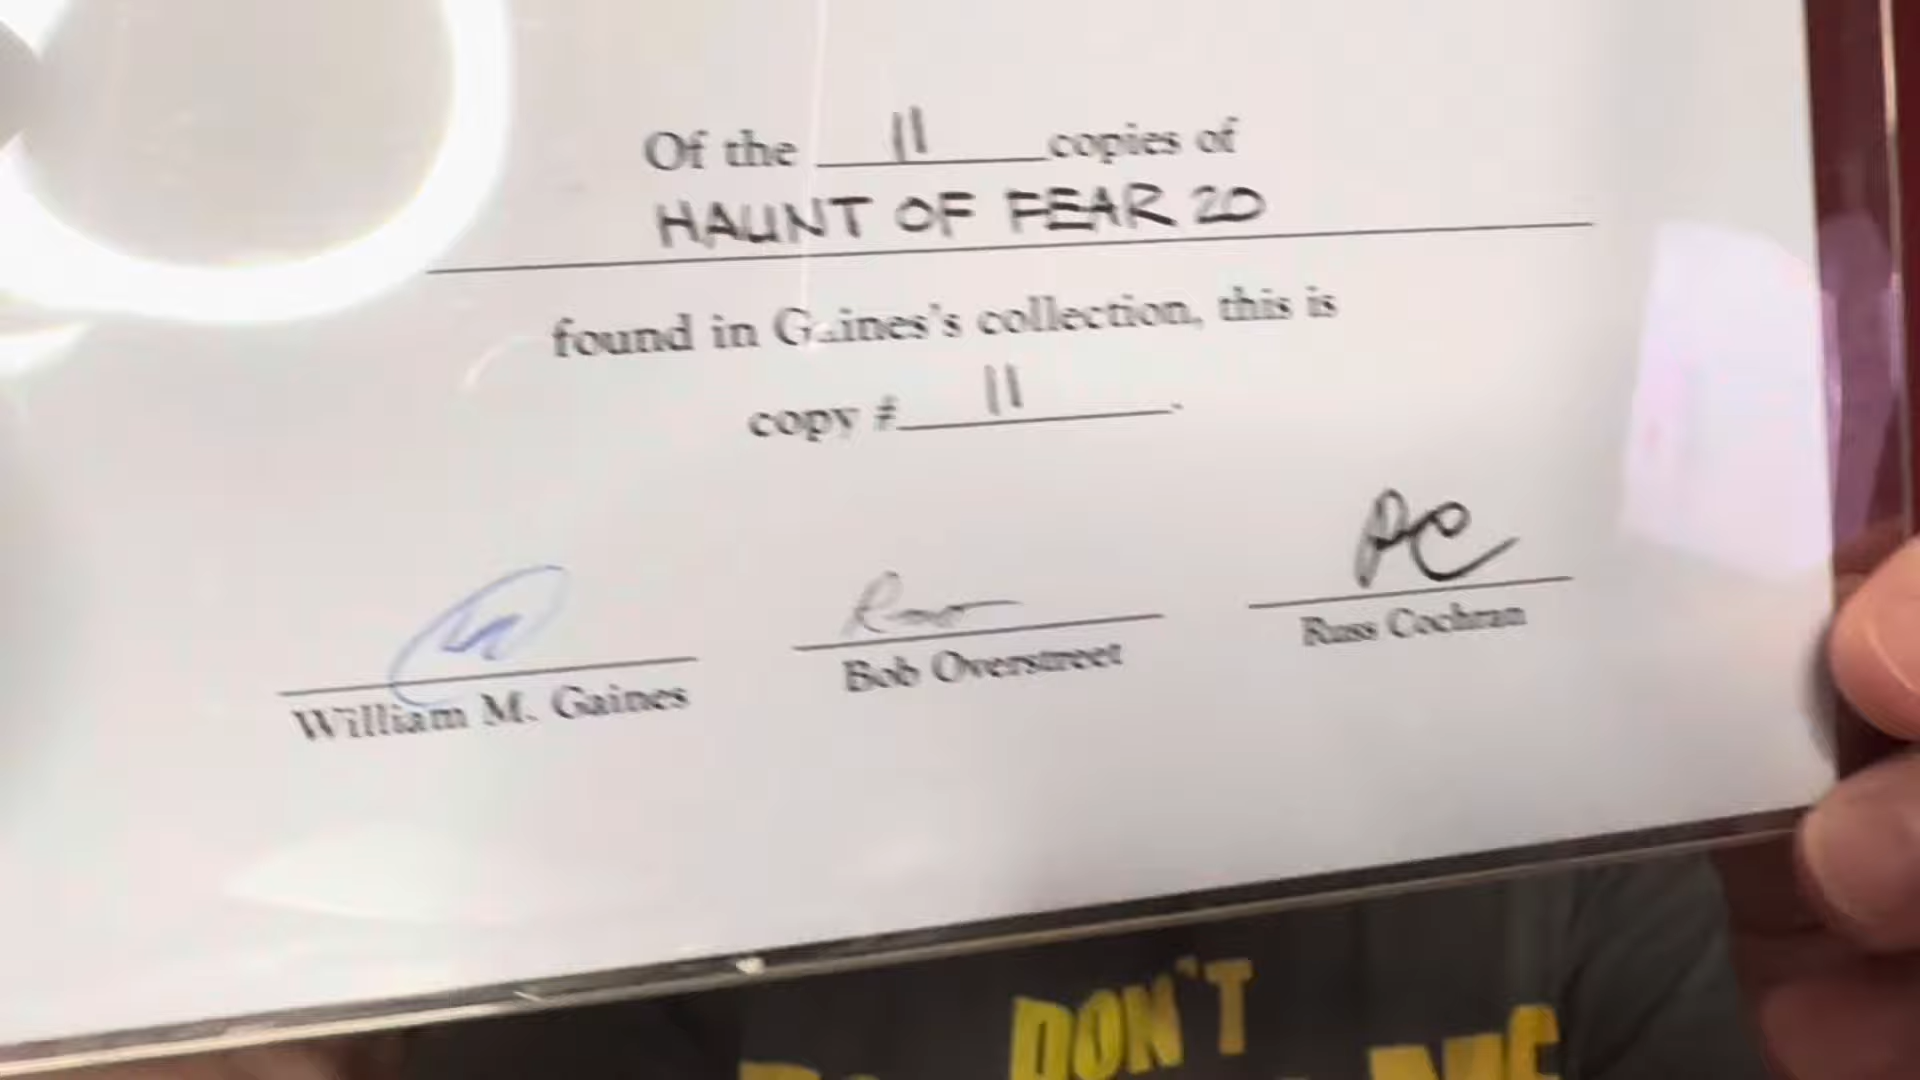 Of the 11 copies of
HAUNT OF FEAR 20
found in Gaines's collection, this is
copy # 11.
William M. Gaines
Bob Overstreet
RC
Russ Cochran
DON'T